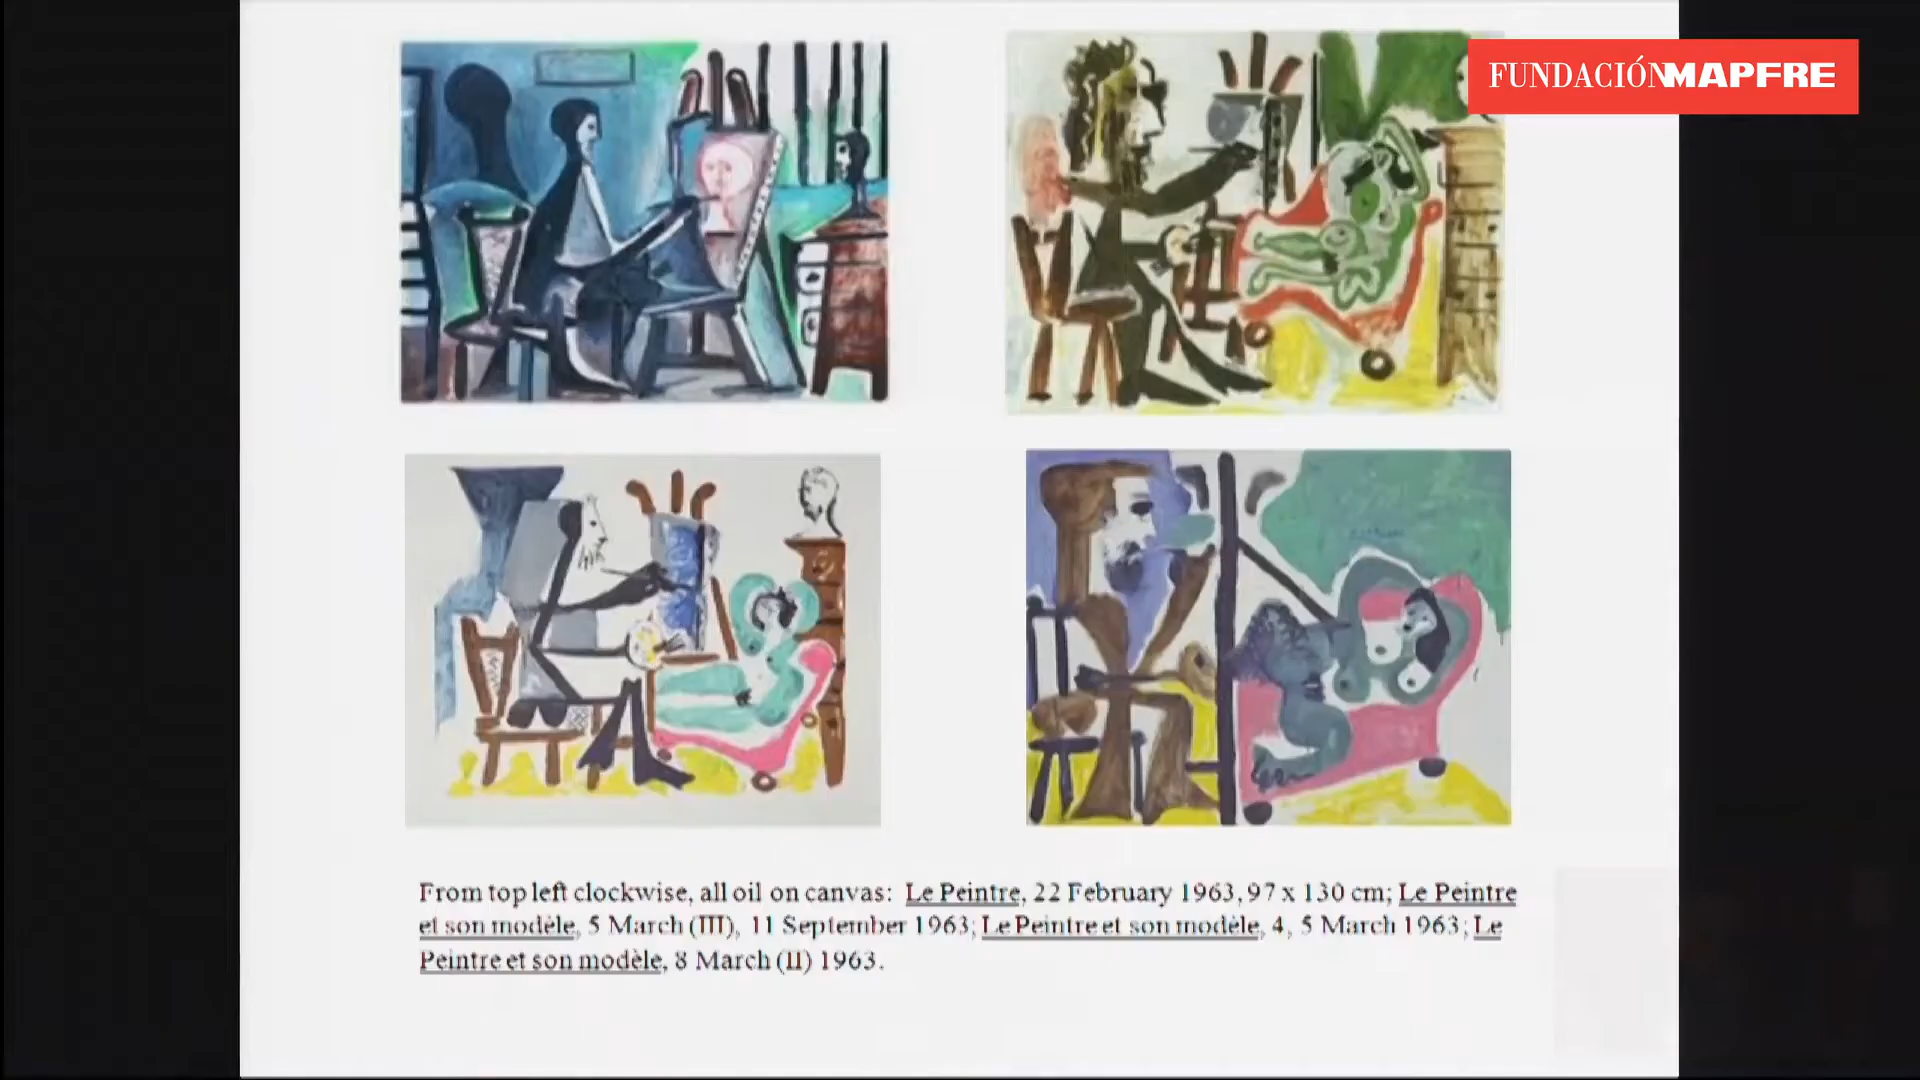 FUNDACIÓNMAPFRE
From top left clockwise, all oil on canvas: Le Peintre, 22 February 1963, 97 x 130 cm; Le Peintre
et son modèle, 5 March (III), 11 September 1963; Le Peintre et son modèle, 4, 5 March 1963; Le
Peintre et son modèle, 8 March (II) 1963.